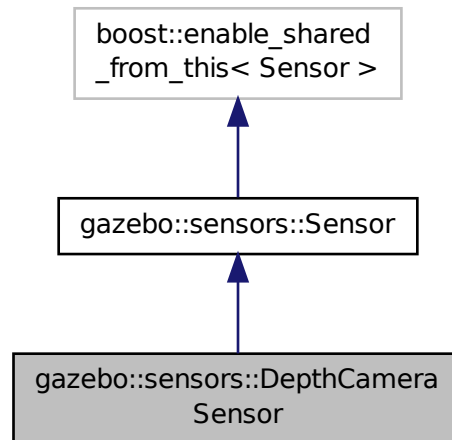 boost::enable_shared
_from_this< Sensor >
gazebo::sensors::Sensor
gazebo::sensors::DepthCamera
Sensor